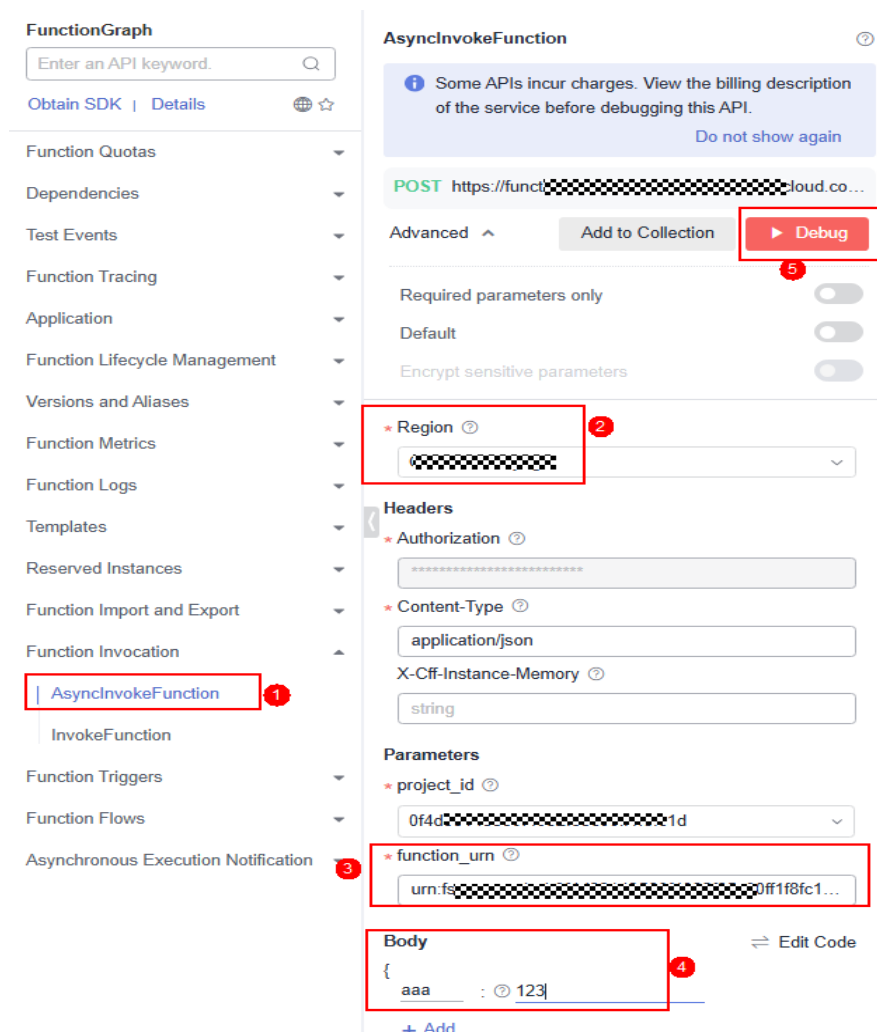 FunctionGraph
Enter an API keyword.
Obtain SDK | Details
Function Quotas
Dependencies
Test Events
Function Tracing
Application
Function Lifecycle Management
Versions and Aliases
Function Metrics
Function Logs
Templates
Reserved Instances
Function Import and Export
Function Invocation
AsyncInvokeFunction
1
InvokeFunction
Function Triggers
Function Flows
Asynchronous Execution Notification
AsyncInvokeFunction
Some APIs incur charges. View the billing description
of the service before debugging this API.
Do not show again
POST https://funct cloud.co...
Advanced Add to Collection Debug
5
Required parameters only
Default
Encrypt sensitive parameters
* Region
2
Headers
* Authorization
**************************
* Content-Type
application/json
X-Cff-Instance-Memory
string
Parameters
* project_id
0f4d 1d
3
* function_urn
urn:fs 0ff1f8fc1...
Body Edit Code
{
4
aaa : 123
+ Add